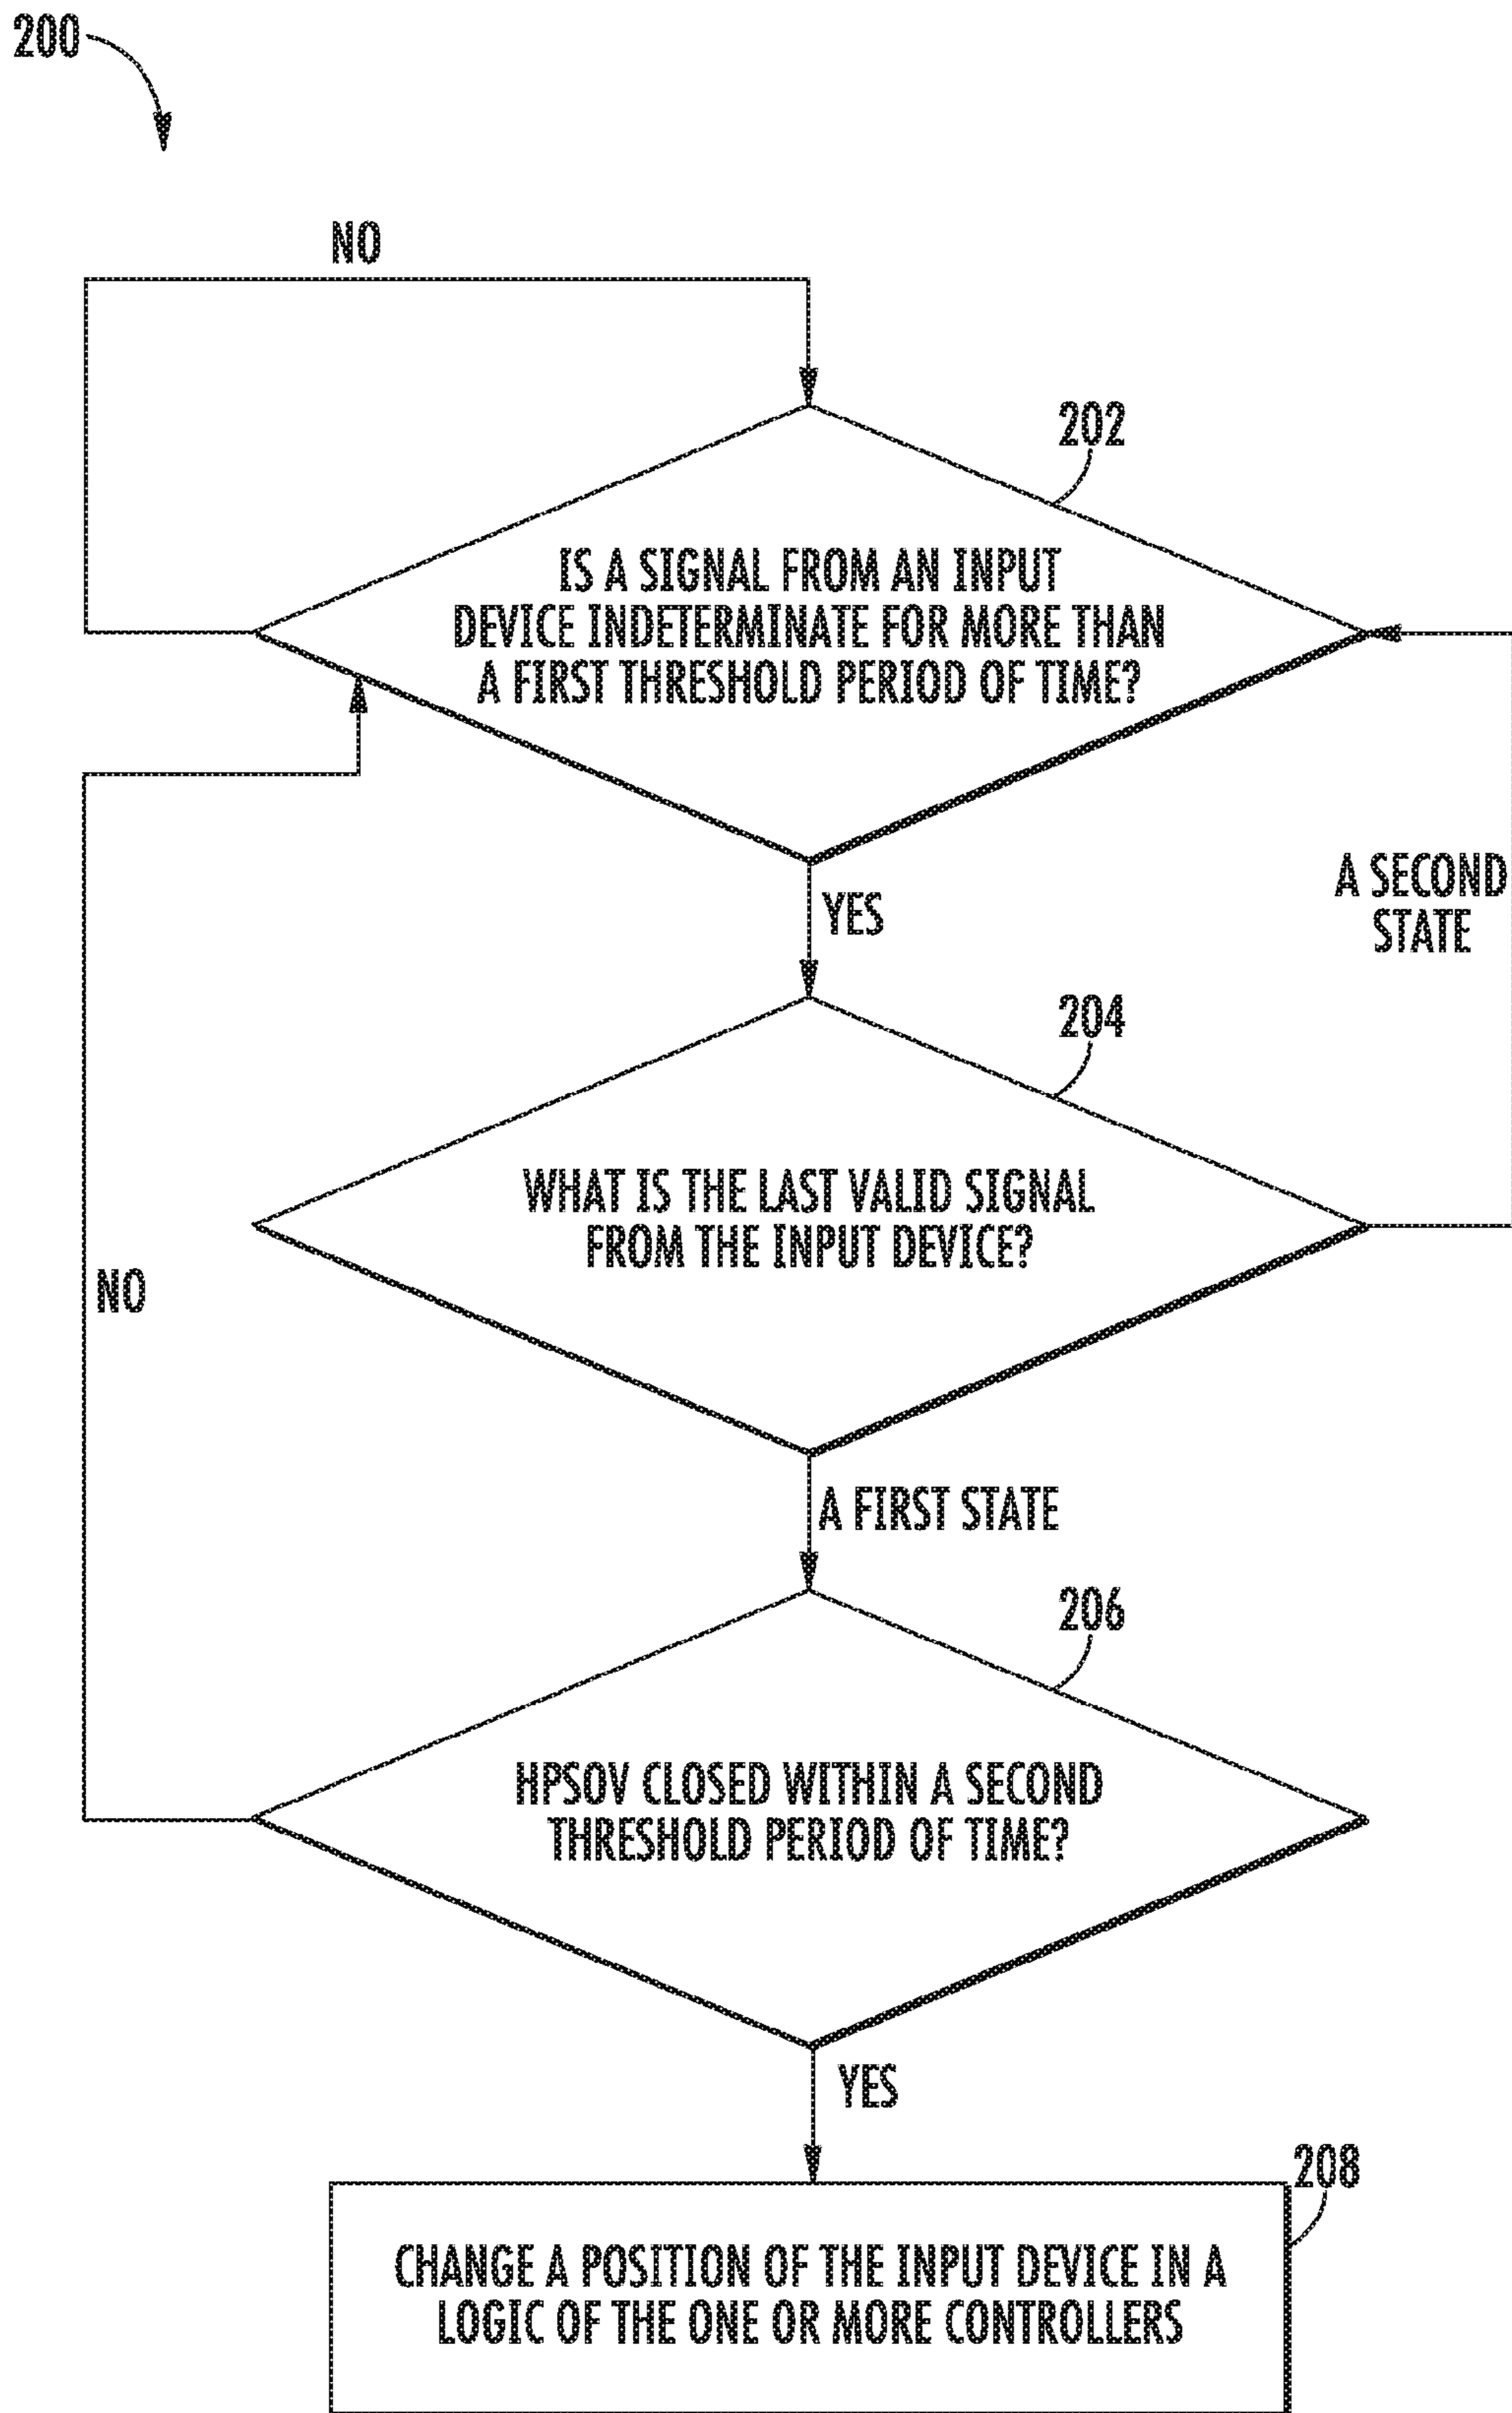 200
NO
202
IS A SIGNAL FROM AN INPUT
DEVICE INDETERMINATE FOR MORE THAN
A FIRST THRESHOLD PERIOD OF TIME?
YES
A SECOND
STATE
204
WHAT IS THE LAST VALID SIGNAL
FROM THE INPUT DEVICE?
NO
A FIRST STATE
206
HPSOV CLOSED WITHIN A SECOND
THRESHOLD PERIOD OF TIME?
YES
208
CHANGE A POSITION OF THE INPUT DEVICE IN A
LOGIC OF THE ONE OR MORE CONTROLLERS